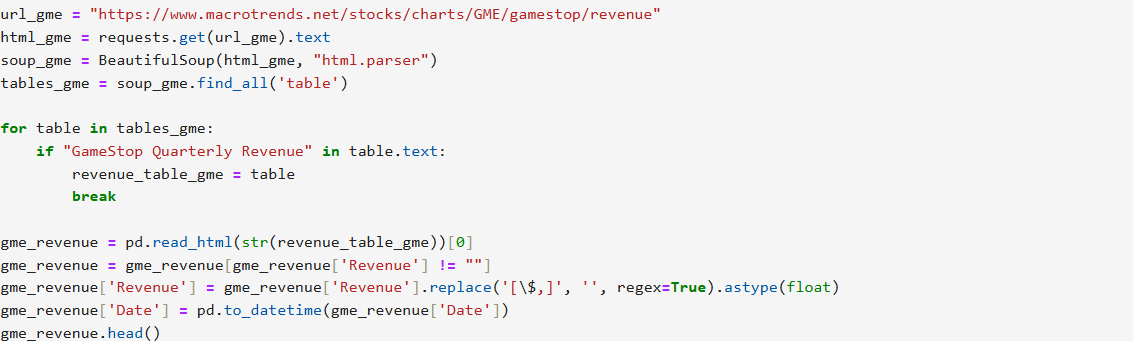 url_gme = "https://www.macrotrends.net/stocks/charts/GME/gamestop/revenue"
html_gme = requests.get(url_gme).text
soup_gme = BeautifulSoup(html_gme, "html.parser")
tables_gme = soup_gme.find_all('table')

for table in tables_gme:
    if "GameStop Quarterly Revenue" in table.text:
        revenue_table_gme = table
        break

gme_revenue = pd.read_html(str(revenue_table_gme))[0]
gme_revenue = gme_revenue[gme_revenue['Revenue'] != ""]
gme_revenue['Revenue'] = gme_revenue['Revenue'].replace('[\$,]', '', regex=True).astype(float)
gme_revenue['Date'] = pd.to_datetime(gme_revenue['Date'])
gme_revenue.head()